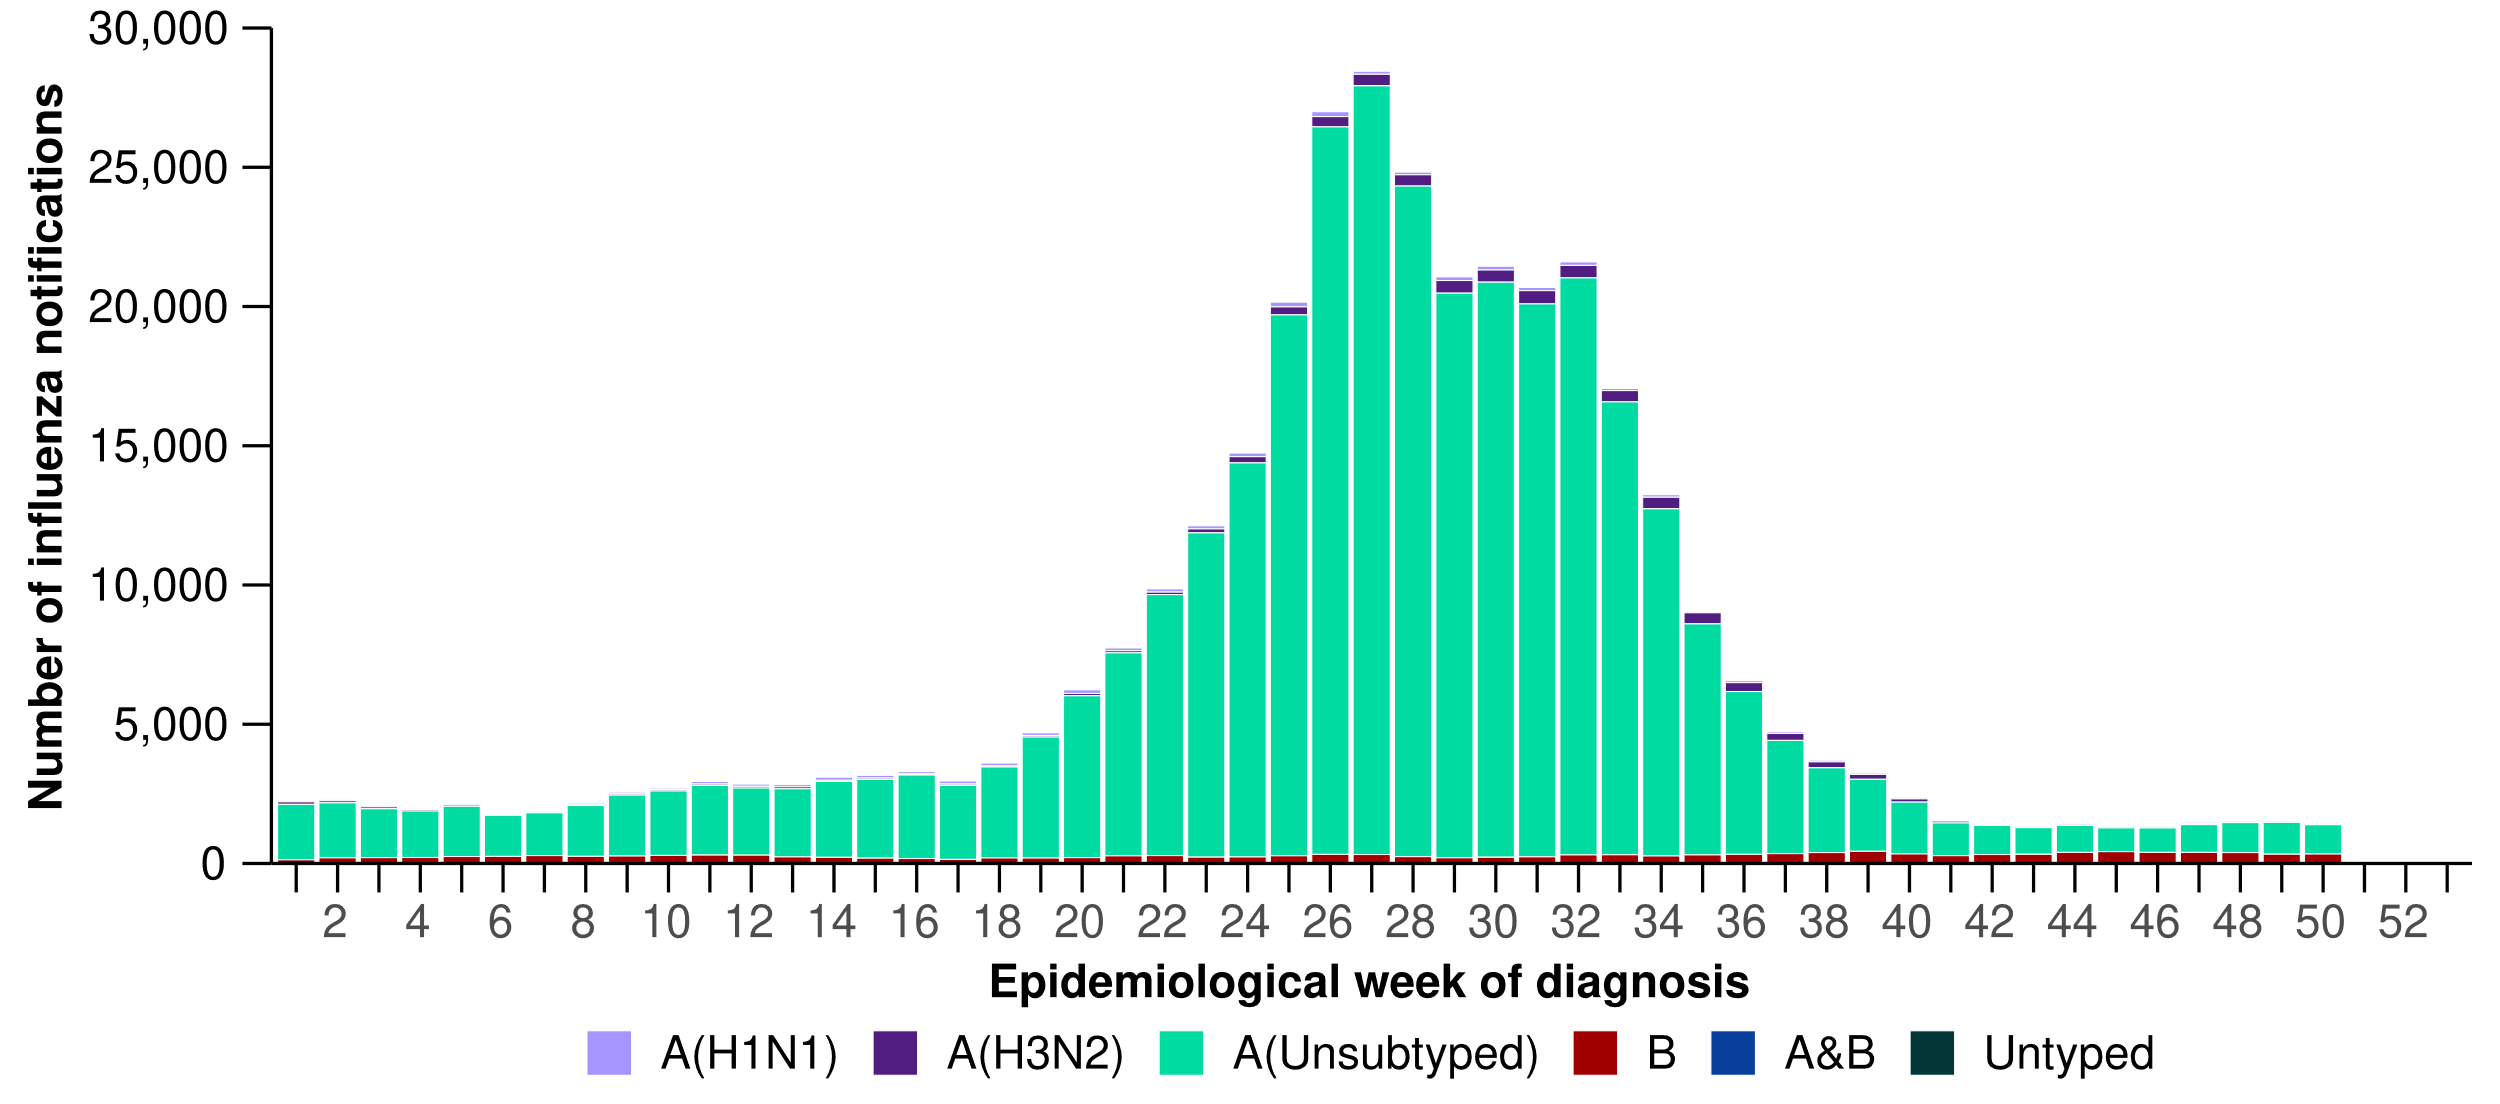 Number of influenza notifications
30,000
25,000
20,000
15,000
10,000
5,000
0
2 4 6 8 10 12 14 16 18 20 22 24 26 28 30 32 34 36 38 40 42 44 46 48 50 52
Epidemiological week of diagnosis
A(H1N1) A(H3N2) A(Unsubtyped) B A&B Untyped